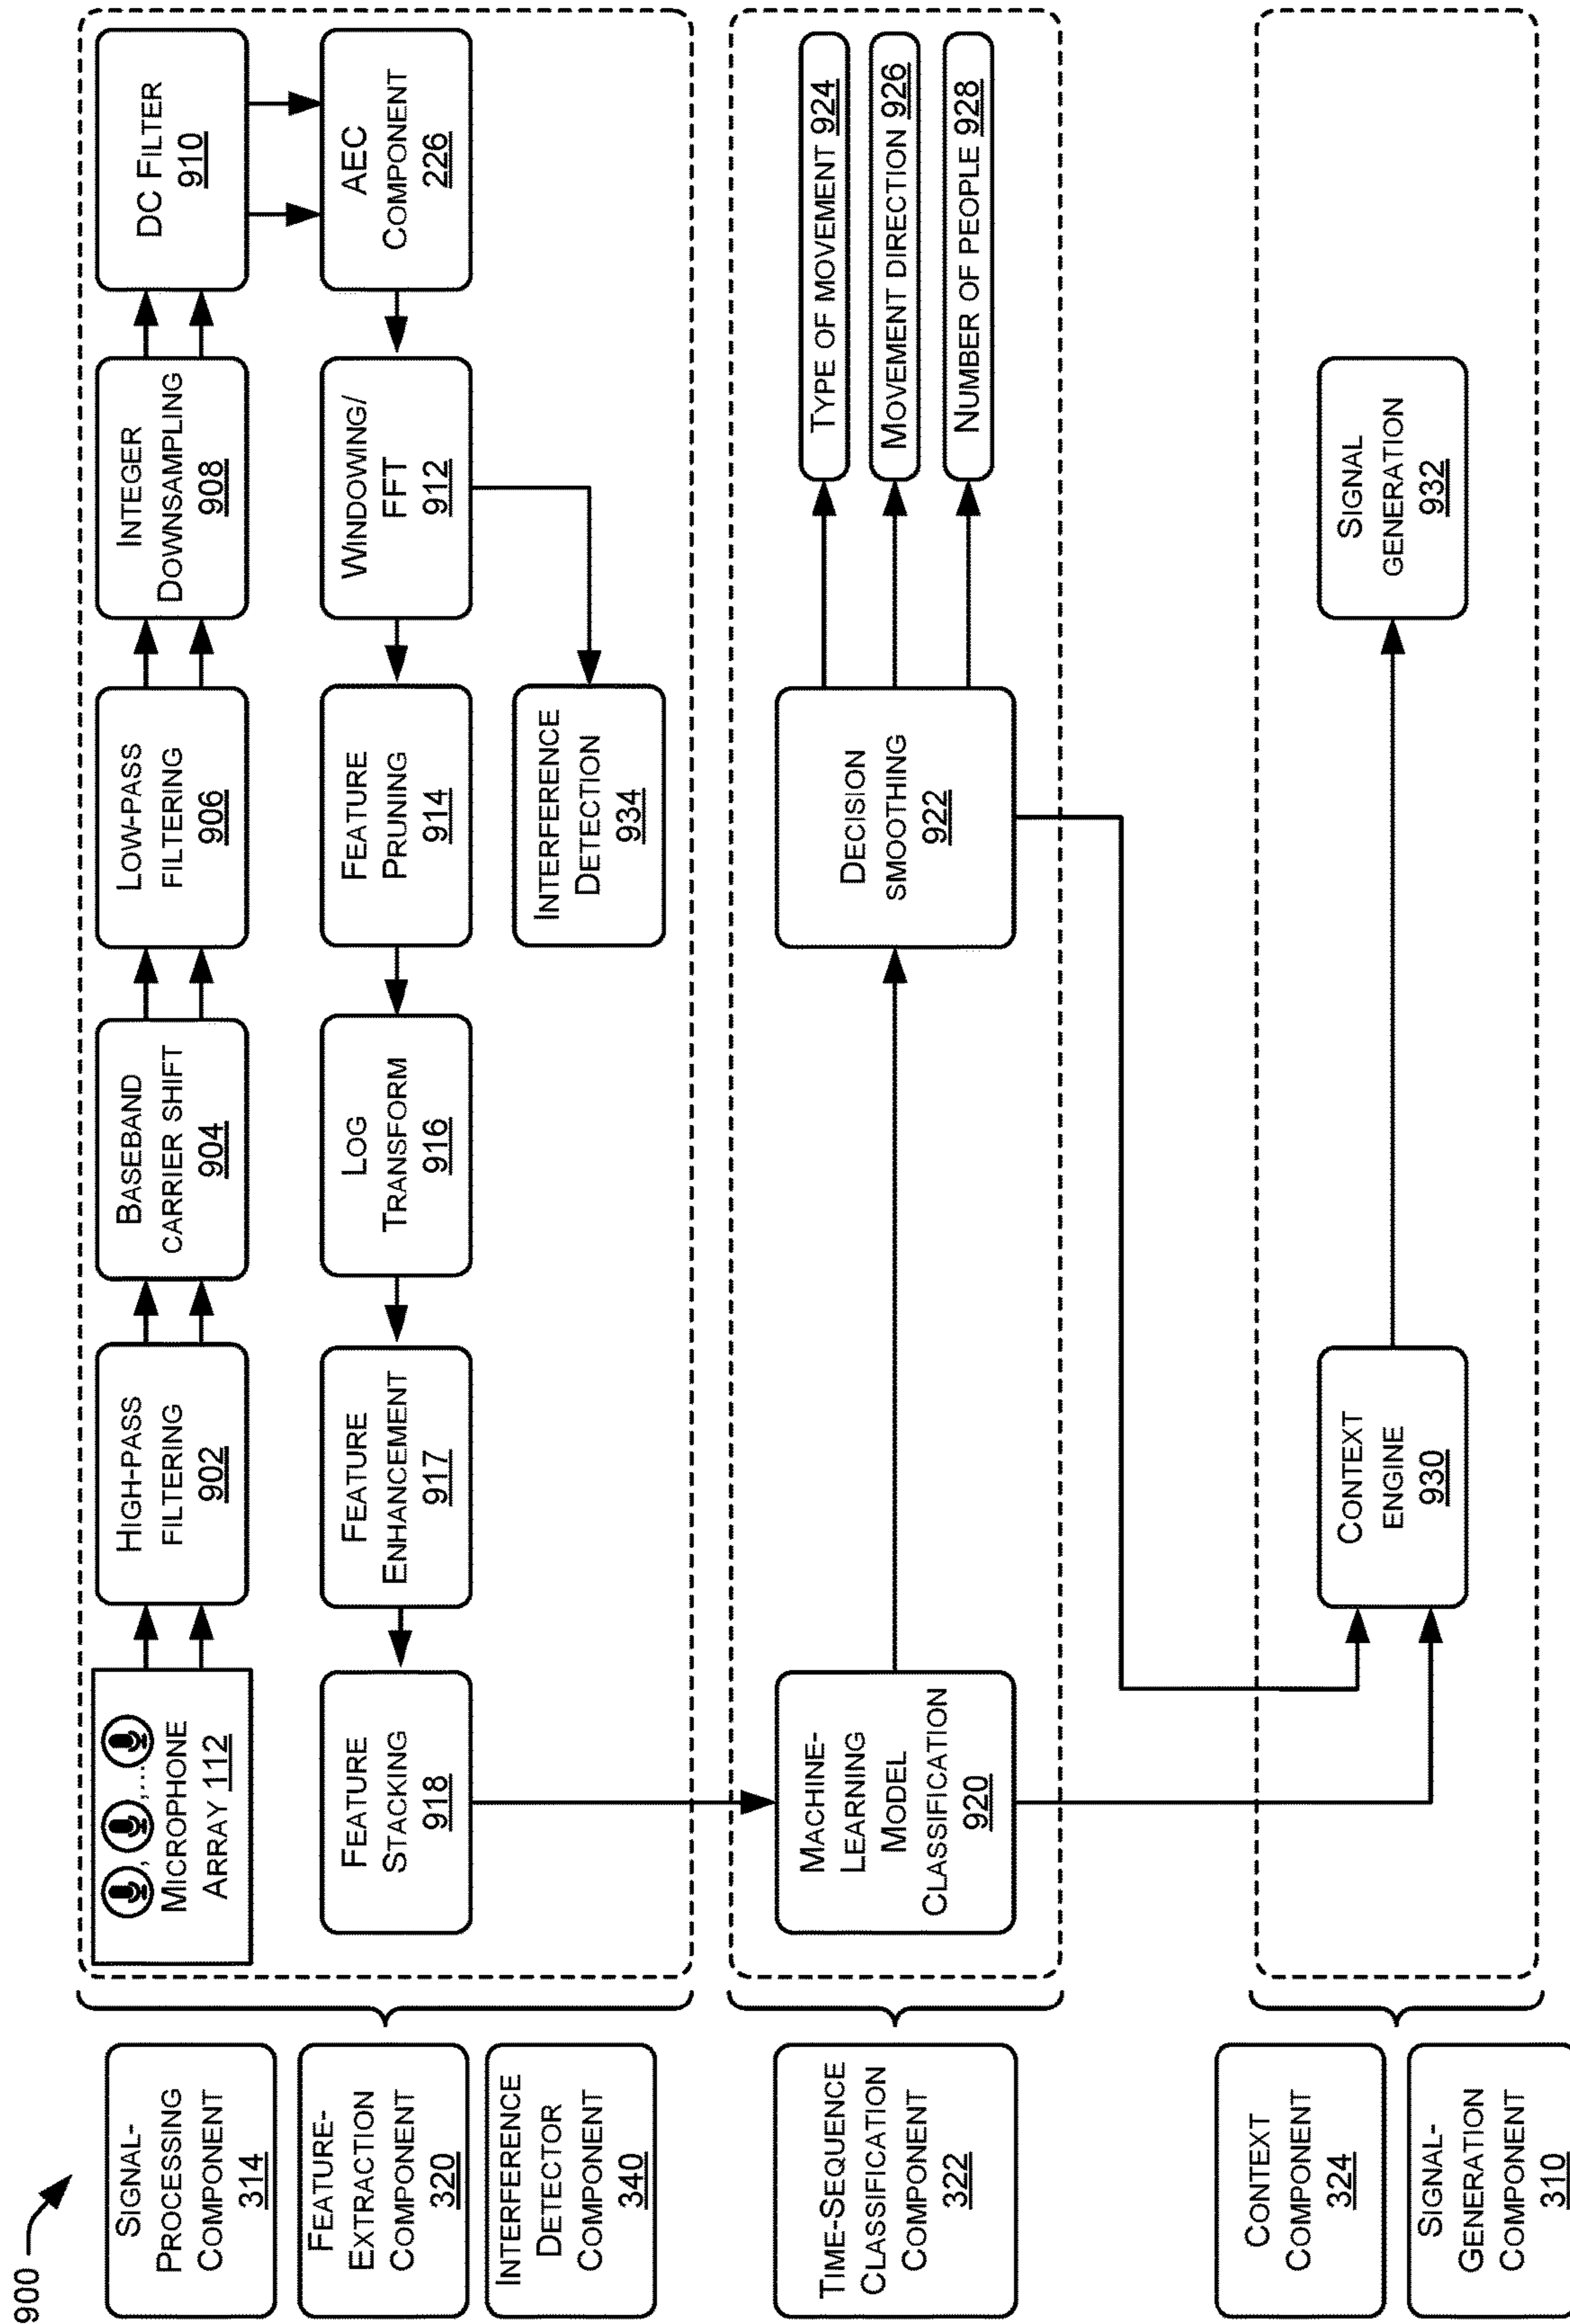 900
SIGNAL-
PROCESSING
COMPONENT
314
FEATURE-
EXTRACTION
COMPONENT
320
INTERFERENCE
DETECTOR
COMPONENT
340
MICROPHONE
ARRAY 112
HIGH-PASS
FILTERING
902
BASEBAND
CARRIER SHIFT
904
LOW-PASS
FILTERING
906
INTEGER
DOWNSAMPLING
908
DC FILTER
910
FEATURE
STACKING
918
FEATURE
ENHANCEMENT
917
LOG
TRANSFORM
916
FEATURE
PRUNING
914
WINDOWING/
FFT
912
AEC
COMPONENT
226
INTERFERENCE
DETECTION
934
TIME-SEQUENCE
CLASSIFICATION
COMPONENT
322
MACHINE-
LEARNING
MODEL
CLASSIFICATION
920
DECISION
SMOOTHING
922
TYPE OF MOVEMENT 924
MOVEMENT DIRECTION 926
NUMBER OF PEOPLE 928
CONTEXT
COMPONENT
324
SIGNAL-
GENERATION
COMPONENT
310
CONTEXT
ENGINE
930
SIGNAL
GENERATION
932